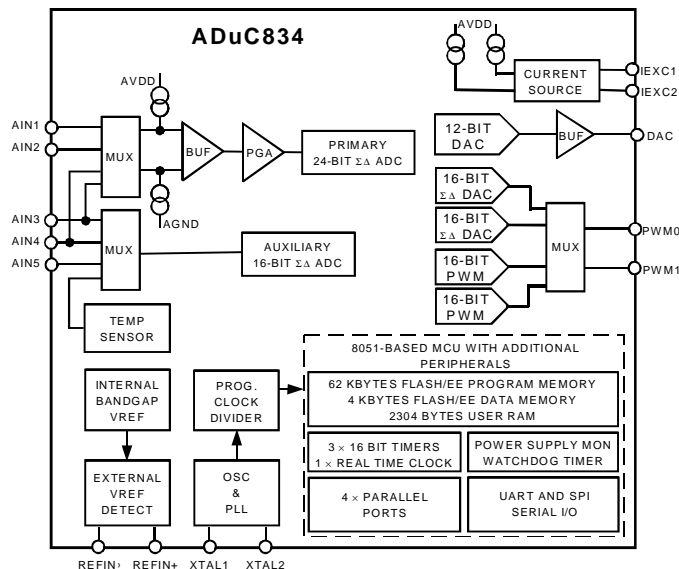 ADuC834
AVDD
AVDD
CURRENT
SOURCE
IEXC1
IEXC2
AIN1
AIN2
MUX
BUF
PGA
PRIMARY
24-BIT ΣΔ ADC
12-BIT
DAC
BUF
DAC
AIN3
AIN4
AIN5
AGND
MUX
AUXILIARY
16-BIT ΣΔ ADC
16-BIT
ΣΔ DAC
16-BIT
ΣΔ DAC
16-BIT
PWM
16-BIT
PWM
MUX
PWM0
PWM1
TEMP
SENSOR
INTERNAL
BANDGAP
VREF
PROG.
CLOCK
DIVIDER
EXTERNAL
VREF
DETECT
OSC
&
PLL
8051-BASED MCU WITH ADDITIONAL
PERIPHERALS
62 KBYTES FLASH/EE PROGRAM MEMORY
4 KBYTES FLASH/EE DATA MEMORY
2304 BYTES USER RAM
3 × 16 BIT TIMERS
1 × REAL TIME CLOCK
POWER SUPPLY MON
WATCHDOG TIMER
4 × PARALLEL
PORTS
UART AND SPI
SERIAL I/O
REFIN› REFIN+ XTAL1 XTAL2